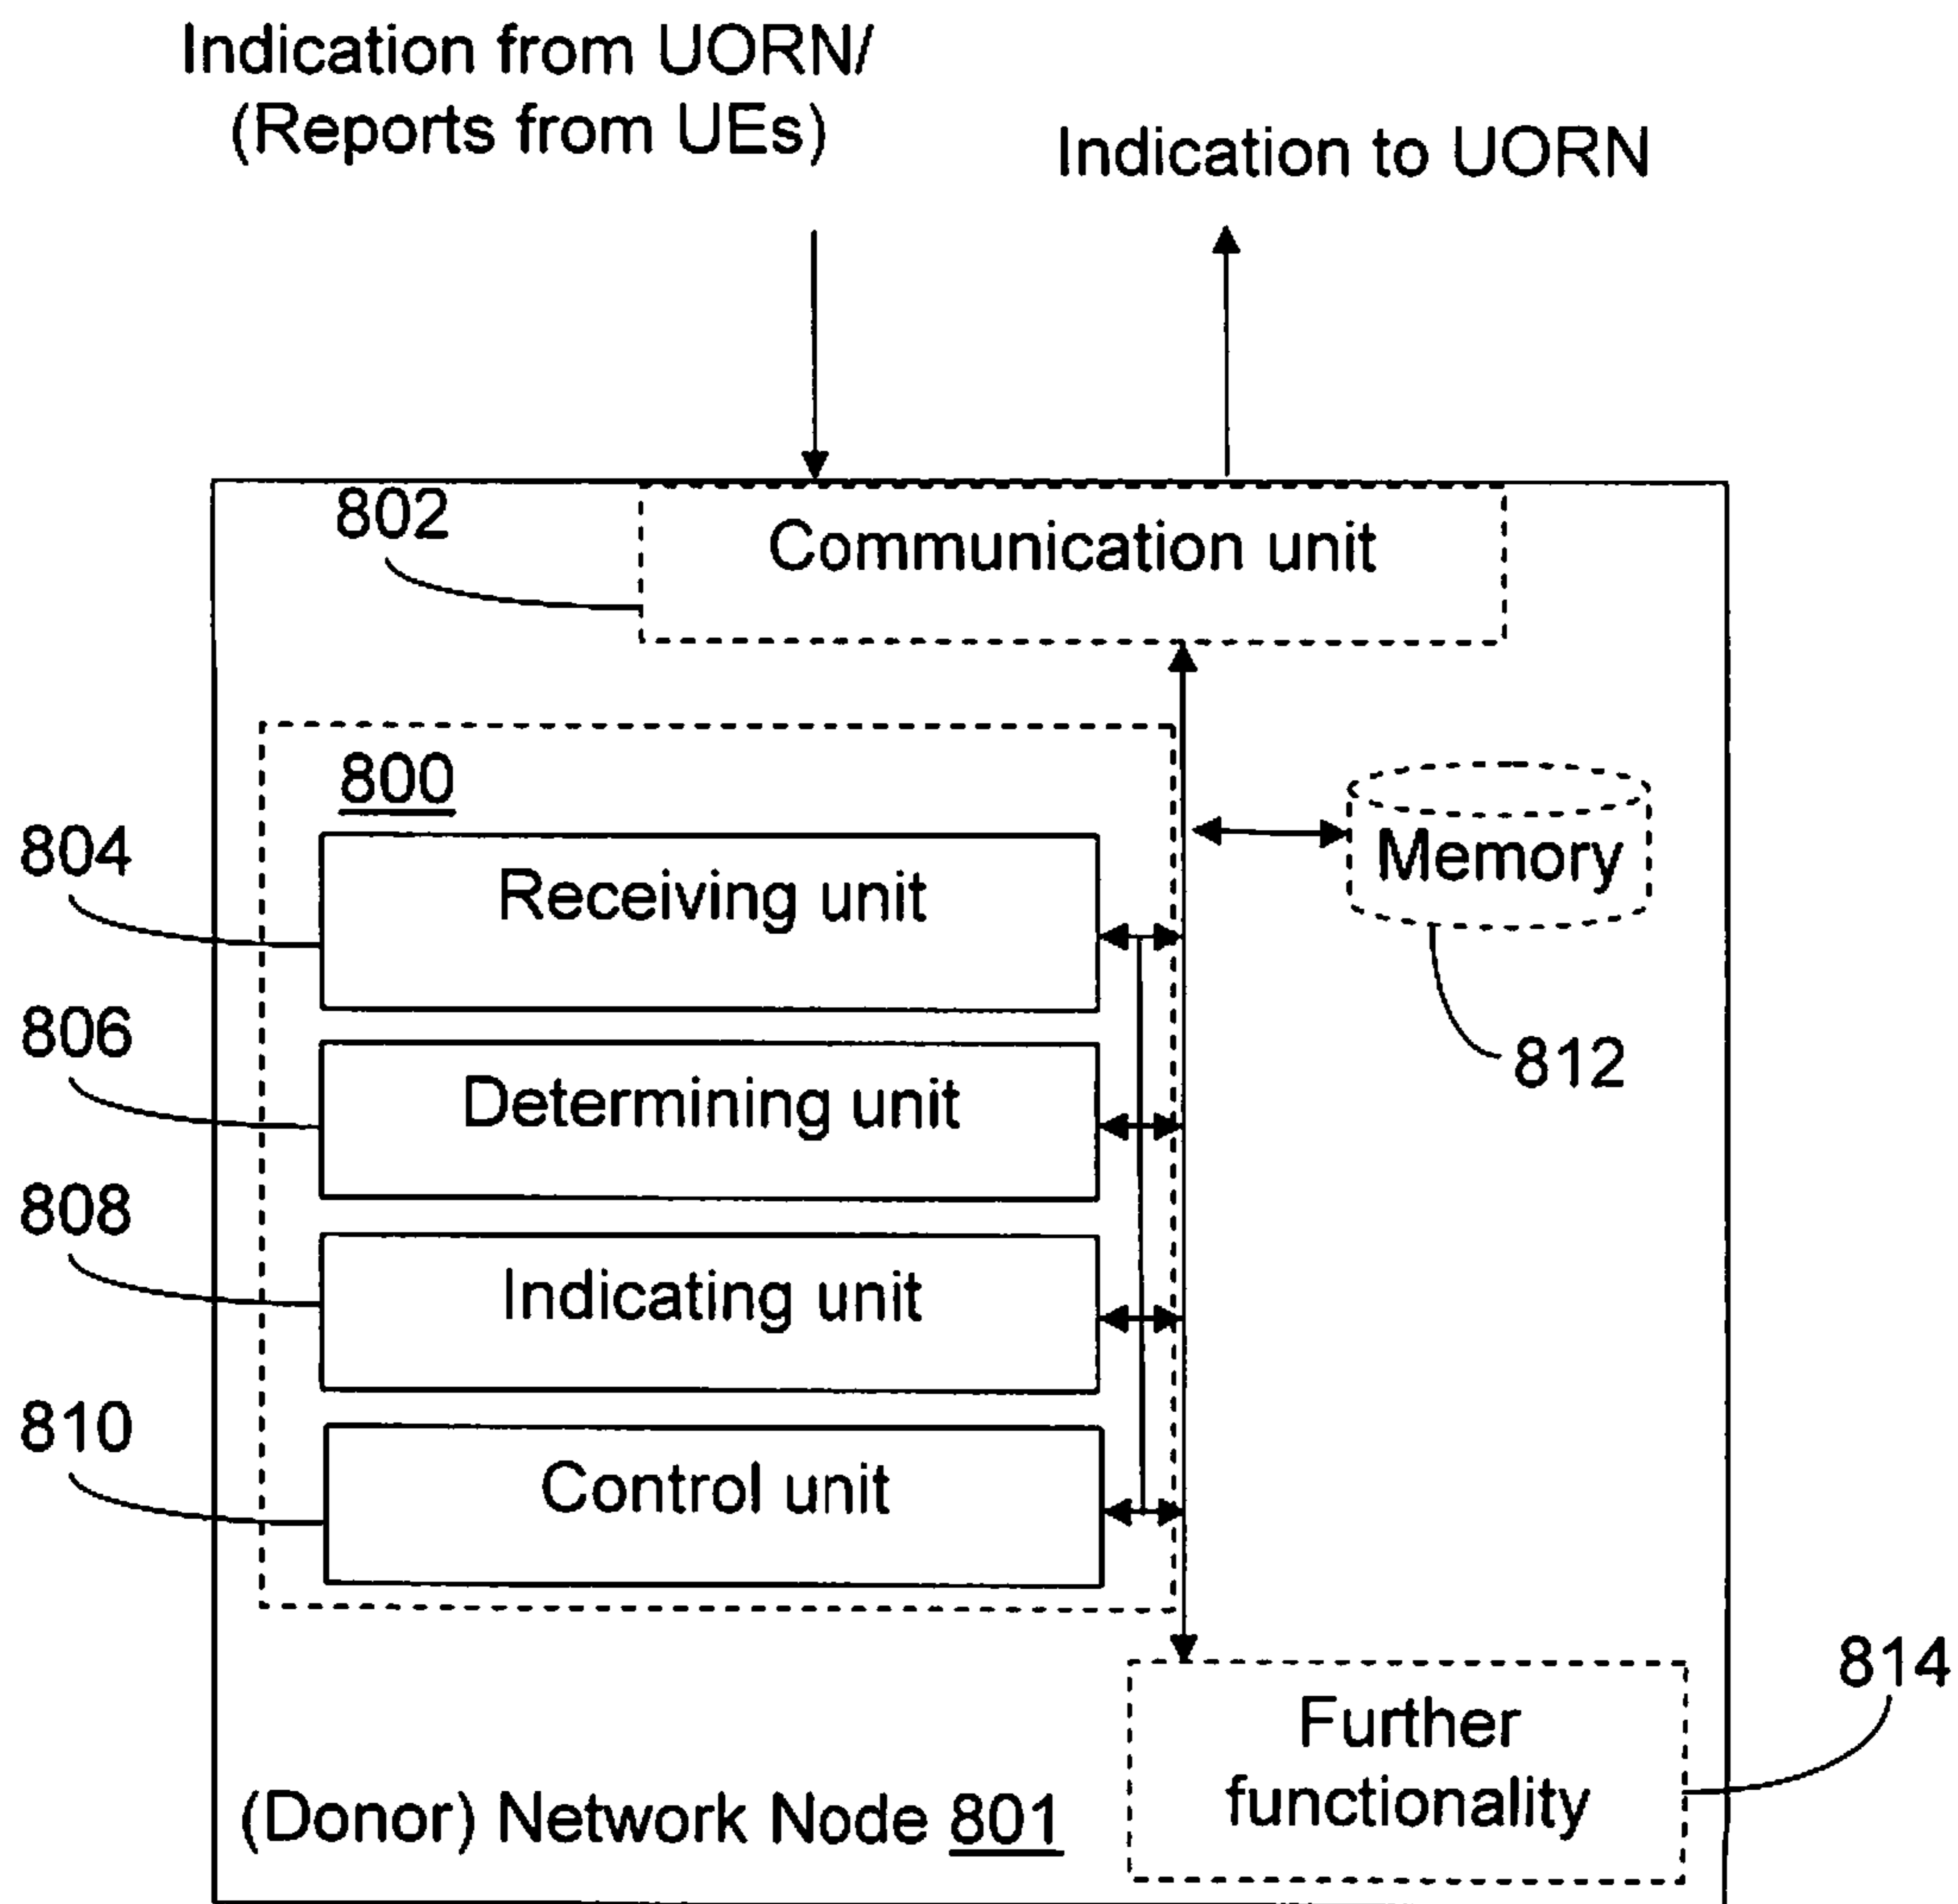 Indication from UORN/
(Reports from UEs)
Indication to UORN
802
Communication unit
800
804
Receiving unit
Memory
806
812
Determining unit
808
Indicating unit
810
Control unit
814
Further
functionality
(Donor) Network Node 801